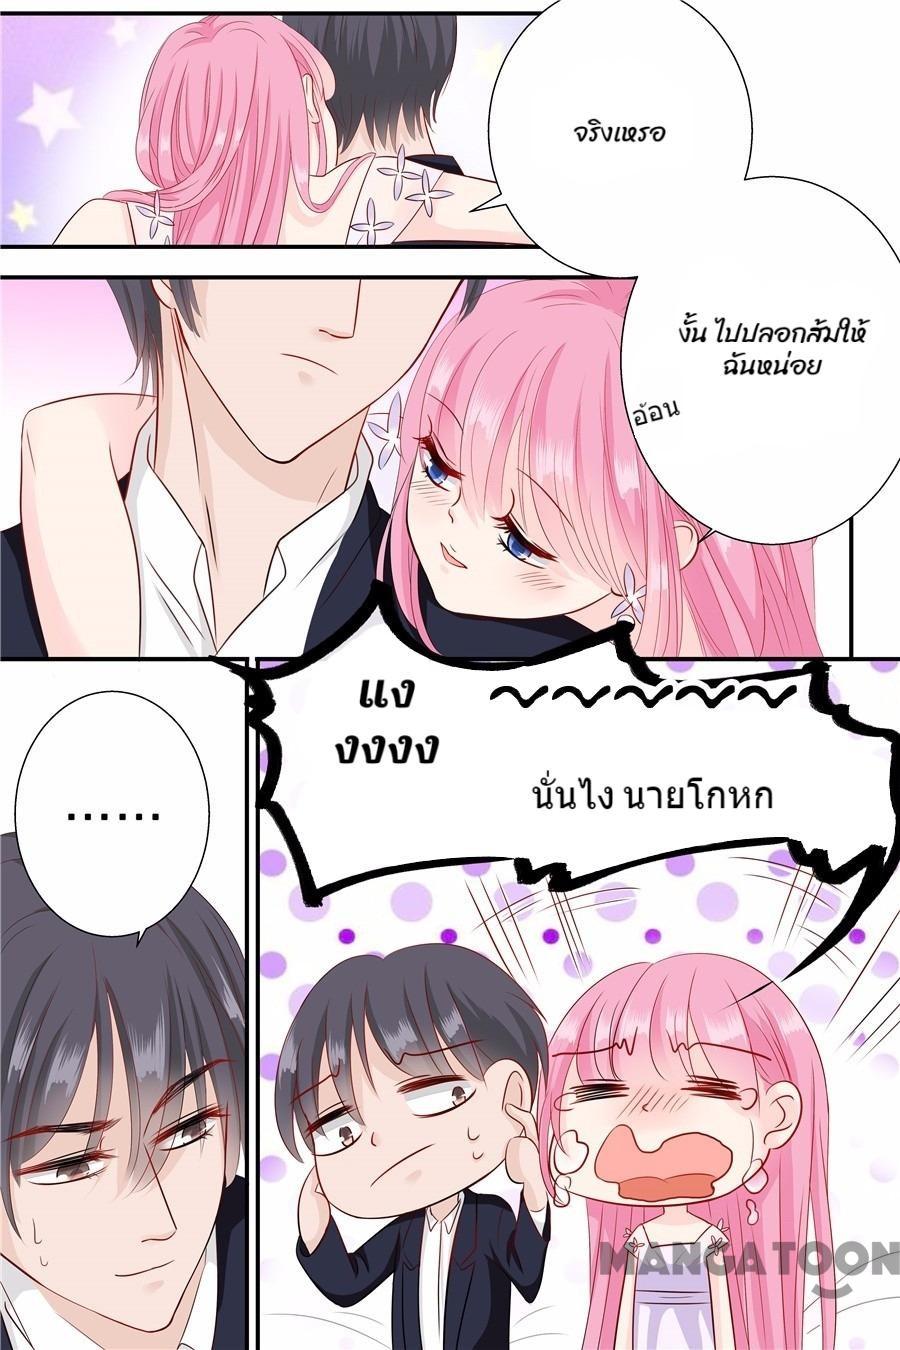 จริงเหรอ
งั้น ไปปลอกส้มให้
ฉันหน่อย
อ้อน
แง
งงงง
~~~~~~
นั่นไง นายโกหก
......
MANGATOON